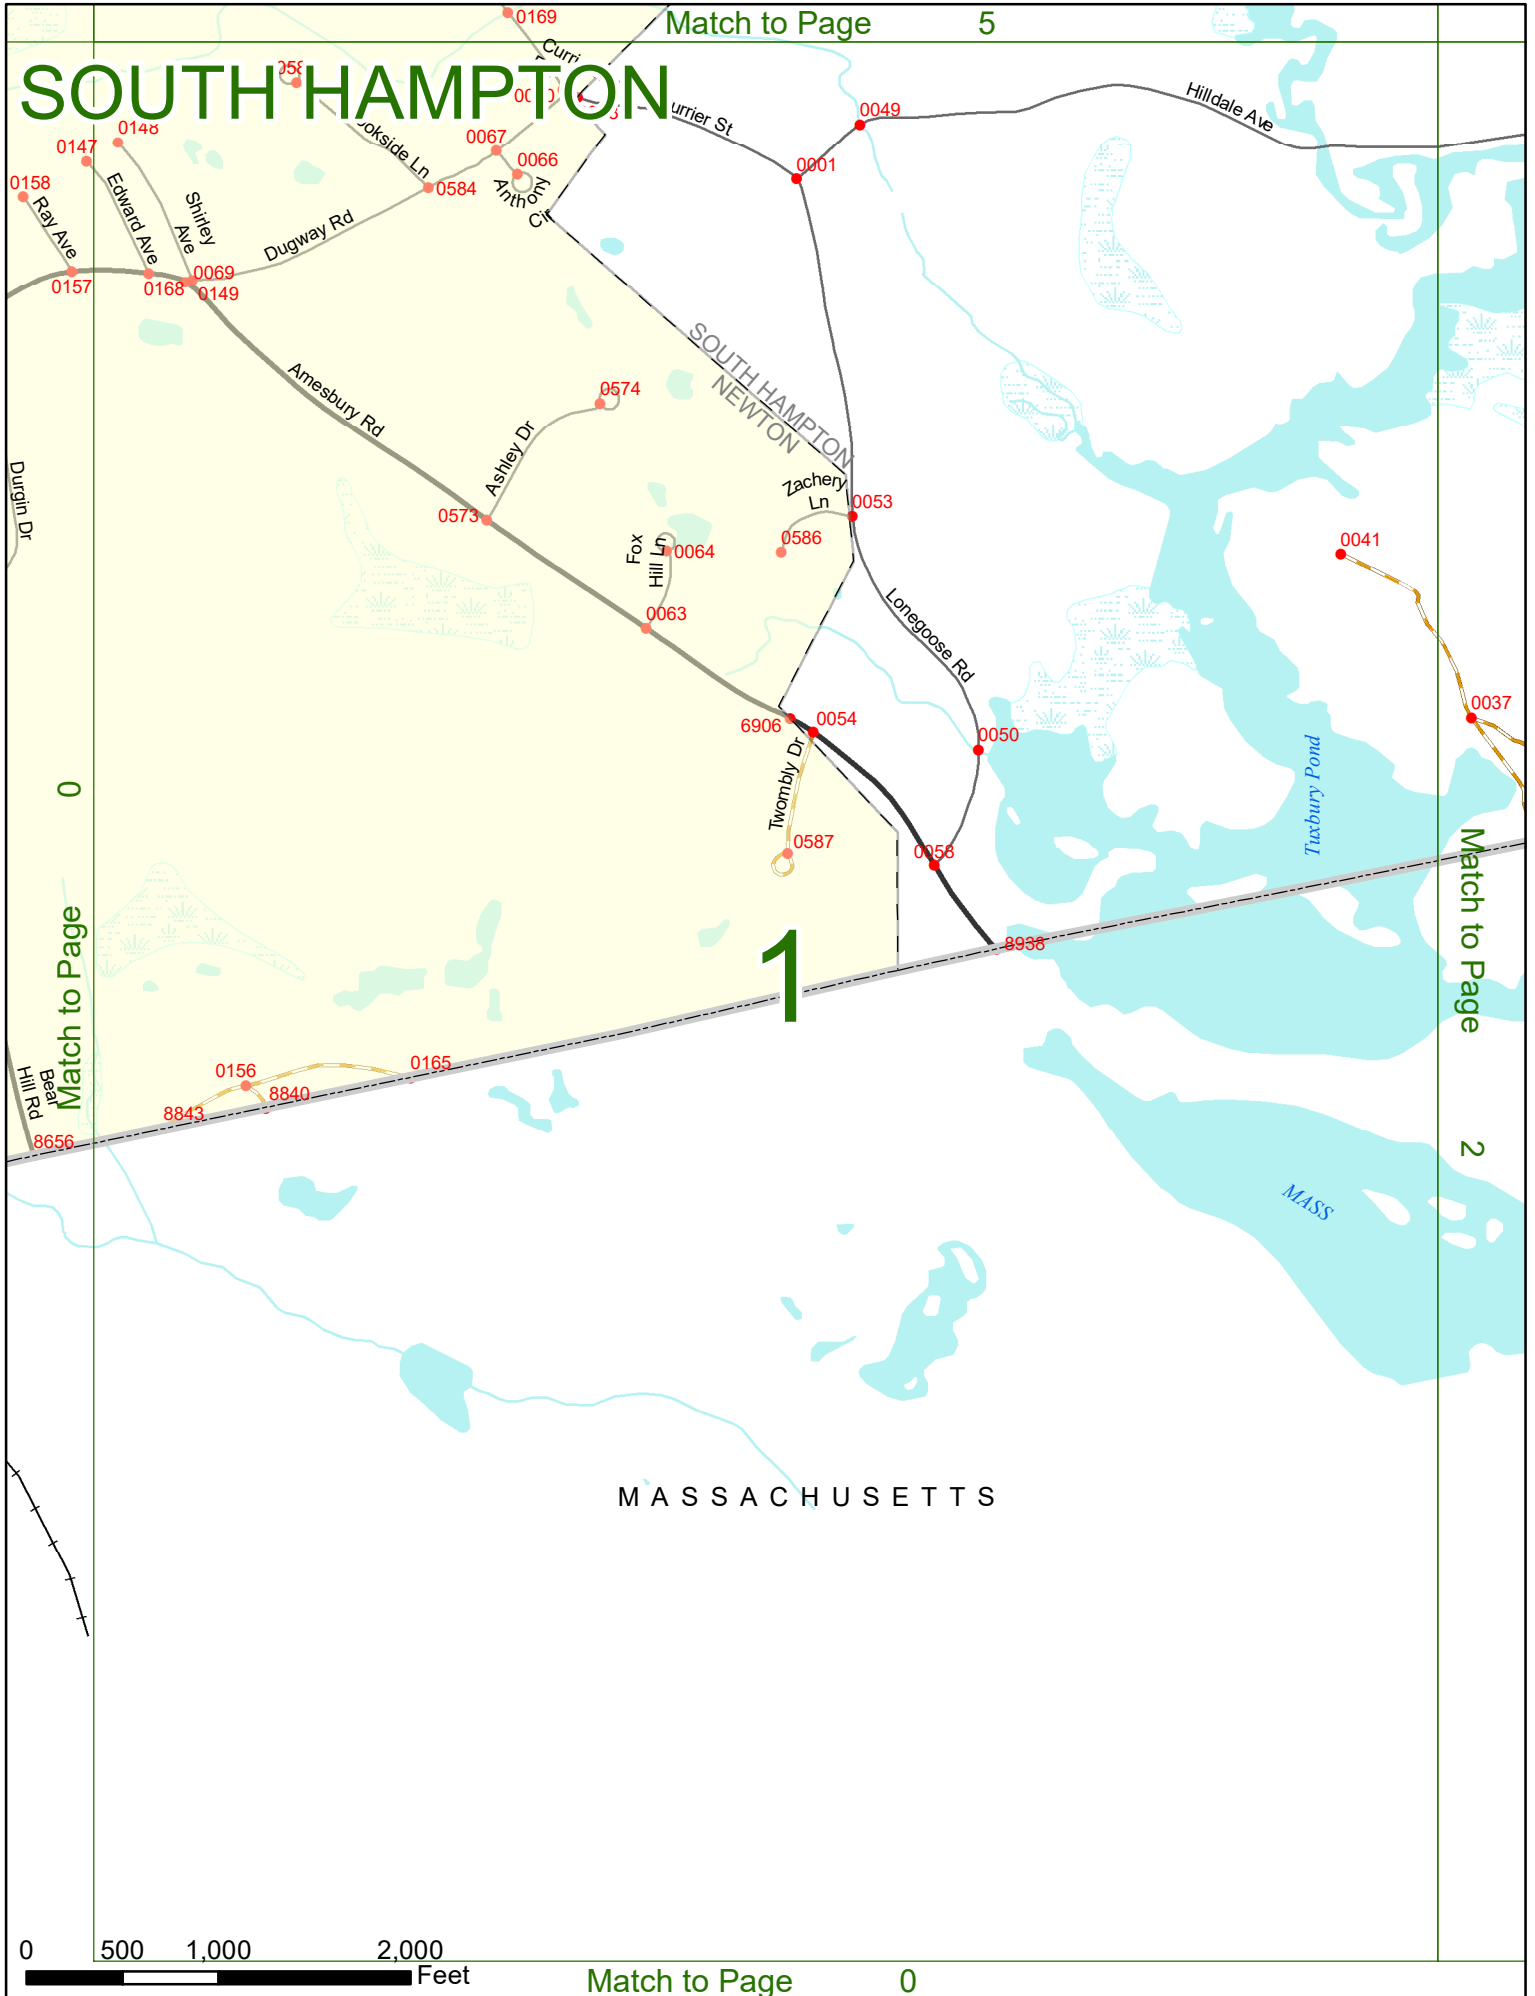 Match to Page 5
SOUTH HAMPTON
0169
0049
Hilldale Ave
0148
0147
0067
0066
0001
0158
0584
Anthony
Cir
Ray Ave
Edward Ave
Shirley
Ave
Dugway Rd
0157
0168
0069
0149
SOUTH HAMPTON
NEWTON
Amesbury Rd
0574
Ashley Dr
Durgin Dr
Zachery
Ln
0573
0053
Fox
Hill Ln
0064
0586
0041
0063
Lonegoose Rd
6906
0054
0050
0037
Twombly Dr
Tuxbury Pond
0587
0058
Match to Page 0
Match to Page 2
1
8938
0156
0165
8840
8843
Bear
Hill Rd
8656
MASS
MASSACHUSETTS
0 500 1,000 2,000
Feet
Match to Page 0